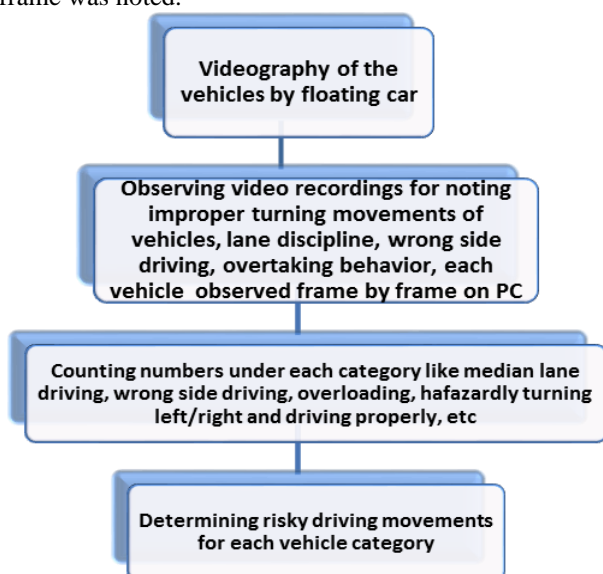 frame was noted.
Videography of the
vehicles by floating car
Observing video recordings for noting
improper turning movements of
vehicles, lane discipline, wrong side
driving, overtaking behavior, each
vehicle observed frame by frame on PC
Counting numbers under each category like median lane
driving, wrong side driving, overloading, hafazardly turning
left/right and driving properly, etc
Determining risky driving movements
for each vehicle category